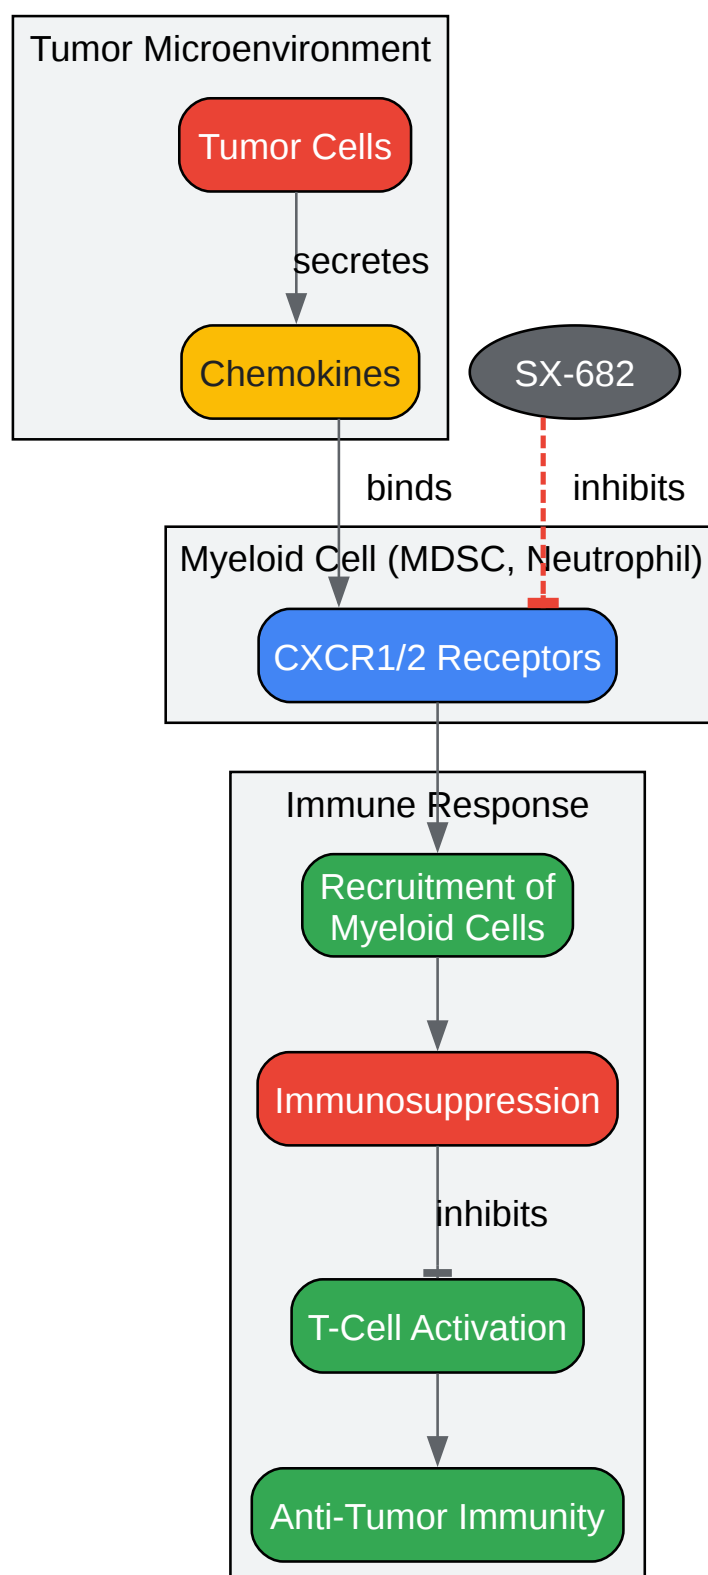 Tumor Microenvironment
Tumor Cells
secretes
Chemokines
SX-682
binds
inhibits
Myeloid Cell (MDSC, Neutrophil)
CXCR1/2 Receptors
Immune Response
Recruitment of
Myeloid Cells
Immunosuppression
inhibits
T-Cell Activation
Anti-Tumor Immunity